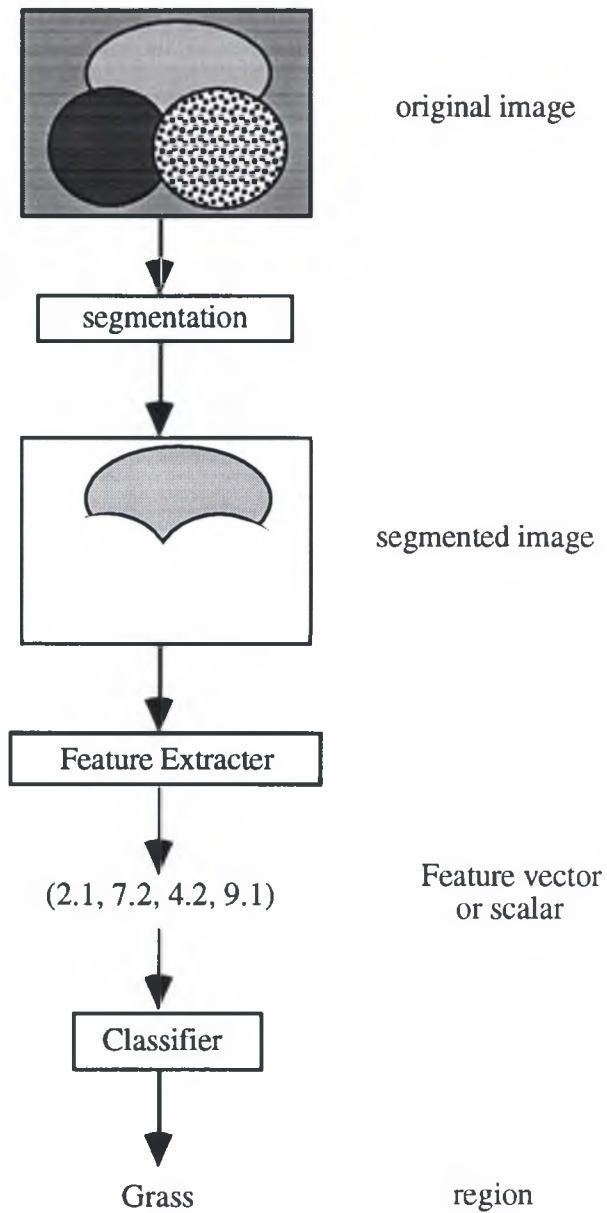 original image
segmentation
segmented image
Feature Extracter
(2.1, 7.2, 4.2, 9.1)
Feature vector
or scalar
Classifier
Grass
region